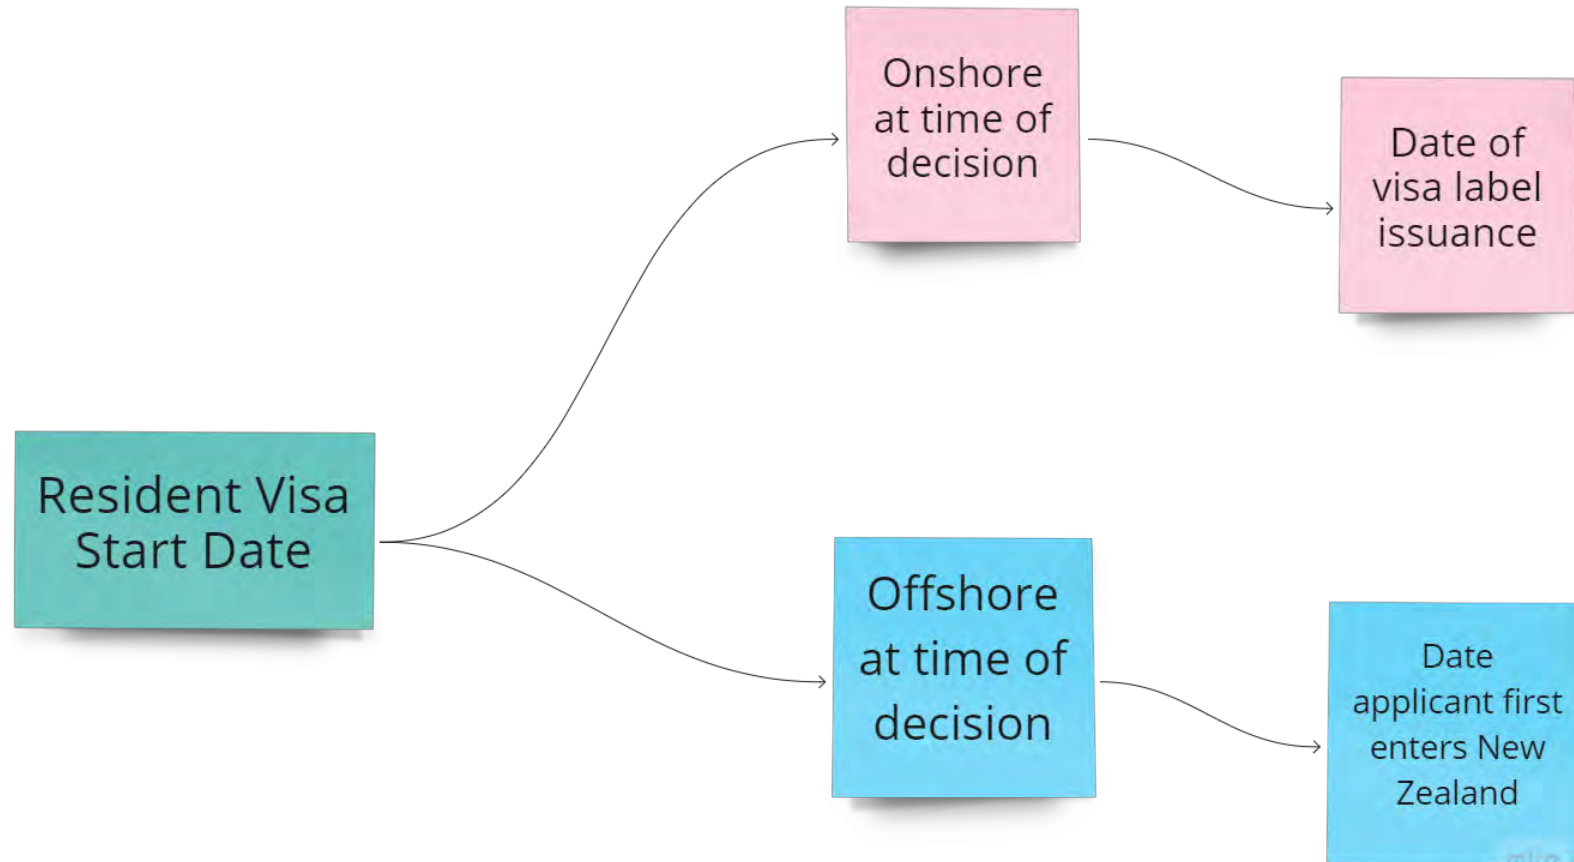 Onshore
at time of
decision
Date of
visa label
issuance
Resident Visa
Start Date
Offshore
at time of
decision
Date
applicant first
enters New
Zealand